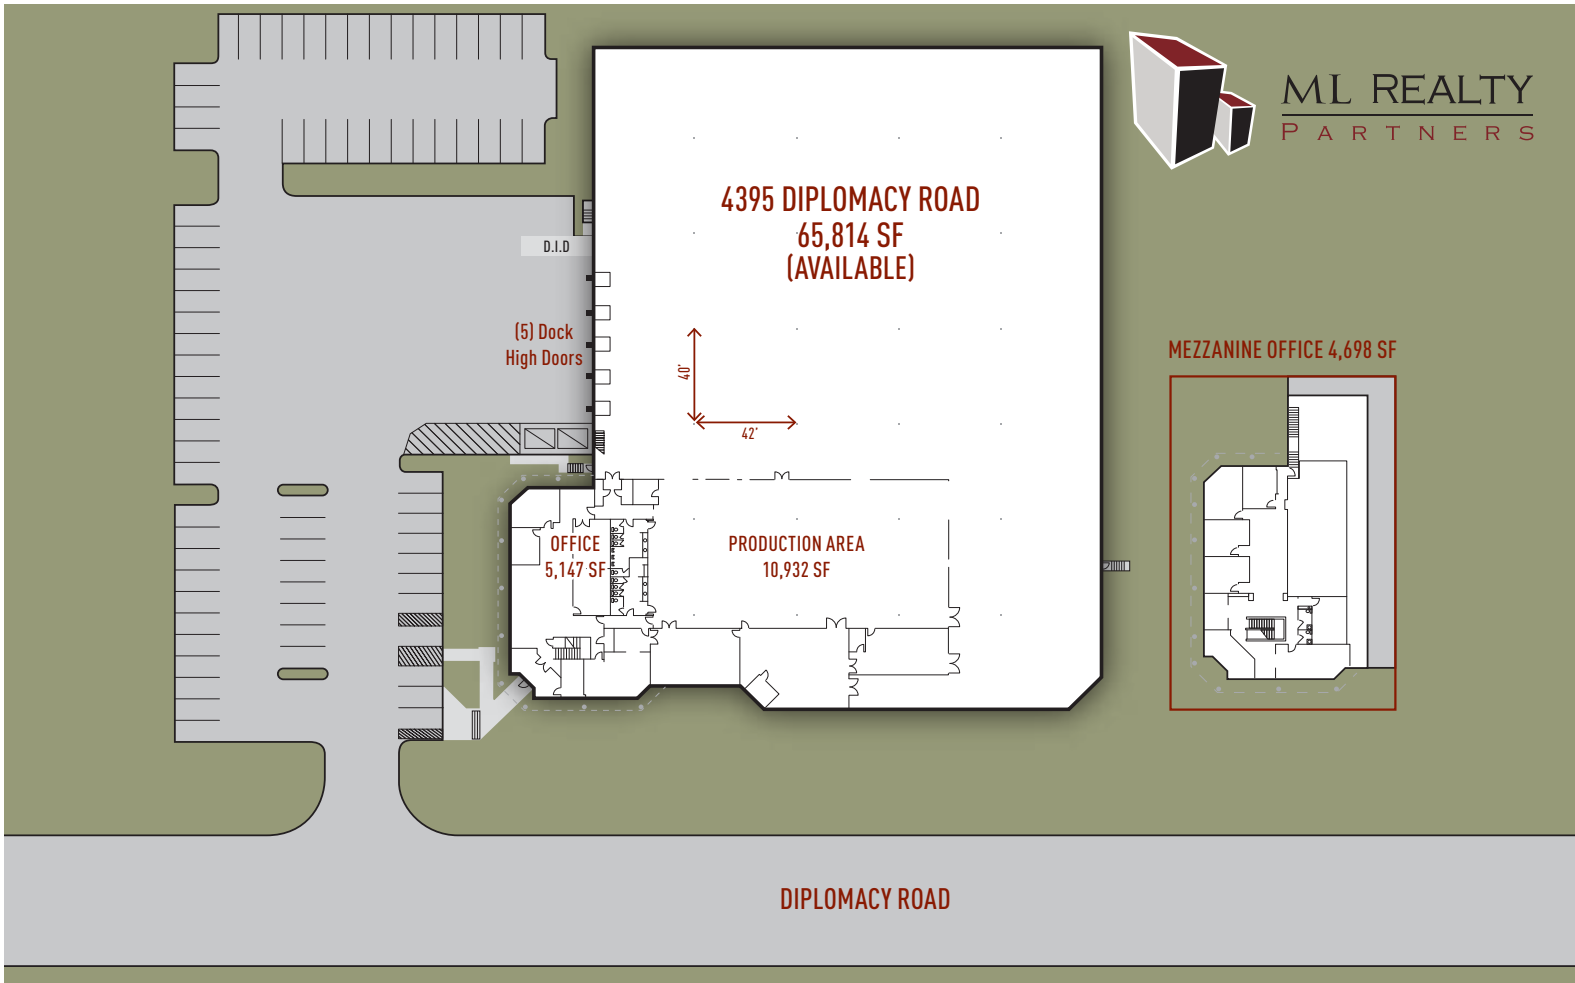 ML REALTY
PARTNERS
4395 DIPLOMACY ROAD
65,814 SF
(AVAILABLE)
D.I.D
(5) Dock
High Doors
40'
42'
MEZZANINE OFFICE 4,698 SF
OFFICE
5,147 SF
PRODUCTION AREA
10,932 SF
DIPLOMACY ROAD